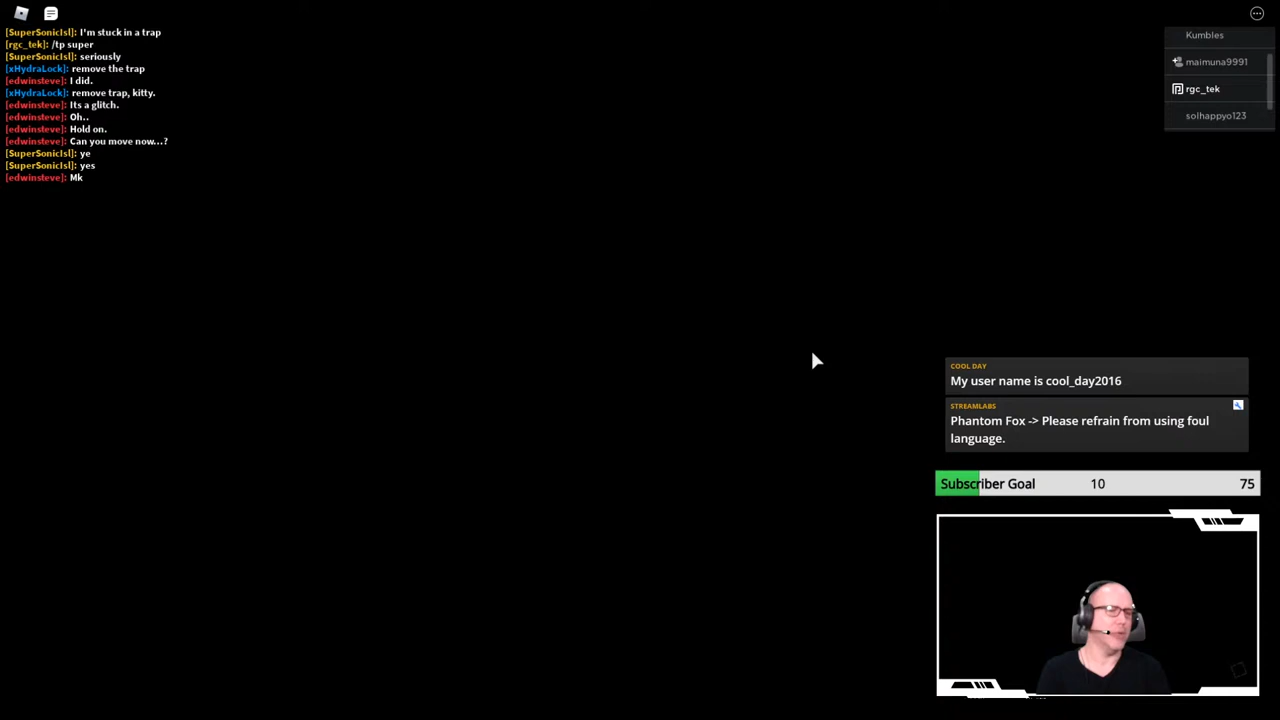 [SuperSonicIsl]: I'm stuck in a trap
[rgc_tek]: /tp super
[SuperSonicIsl]: seriously
[xHydraLock]: remove the trap
[edwinsteve]: I did.
[xHydraLock]: remove trap, kitty.
[edwinsteve]: Its a glitch.
[edwinsteve]: Oh..
[edwinsteve]: Hold on.
[edwinsteve]: Can you move now...?
[SuperSonicIsl]: ye
[SuperSonicIsl]: yes
[edwinsteve]: Mk
Kumbles
maimuna9991
rgc_tek
solhappyo123
COOL DAY
My user name is cool_day2016
STREAMLABS
Phantom Fox -> Please refrain from using foul
language.
Subscriber Goal 10 75